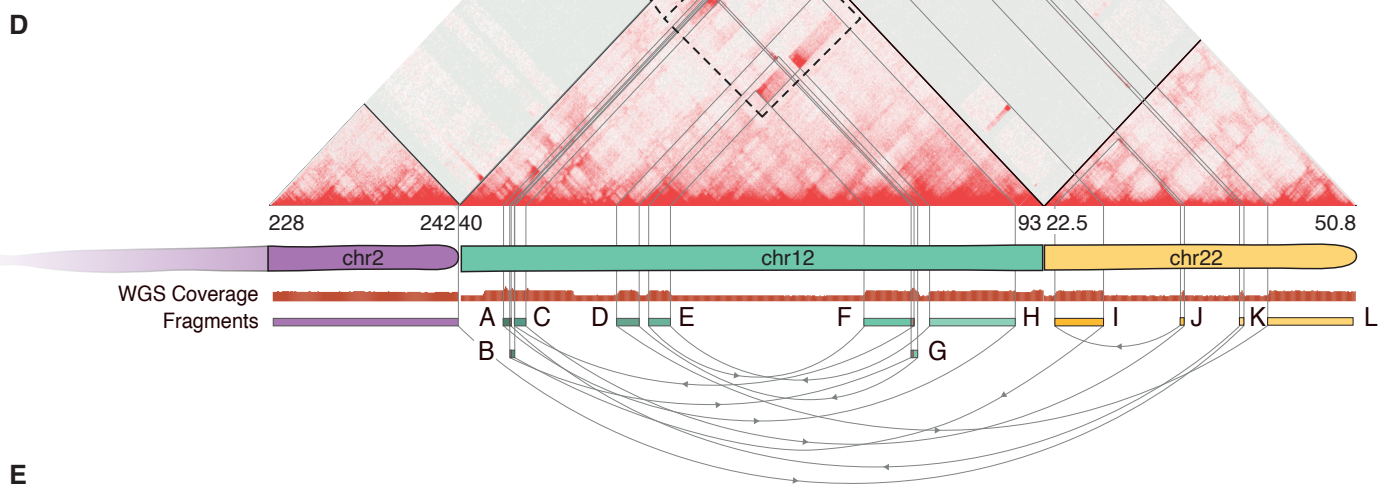 D
228 242 40 93 22.5 50.8
chr2 chr12 chr22
WGS Coverage
Fragments A C D E F H I J K L
B G
E